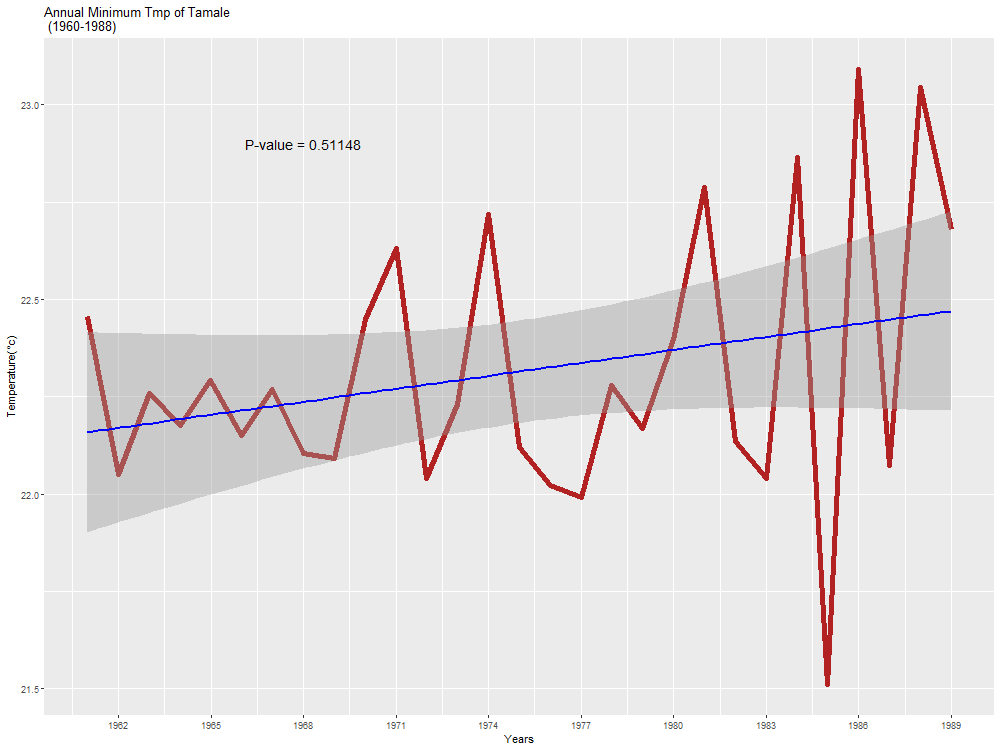 Annual Minimum Tmp of Tamale
(1960-1988)
P-value = 0.51148
23.0
22.5
22.0
21.5
Temperature(°c)
1962 1965 1968 1971 1974 1977 1980 1983 1986 1989
Years